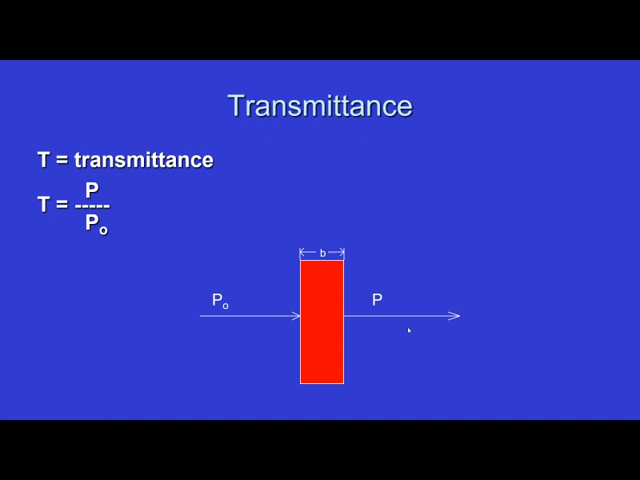 Transmittance
T = transmittance
P
T = -----
Po
b
Po
P